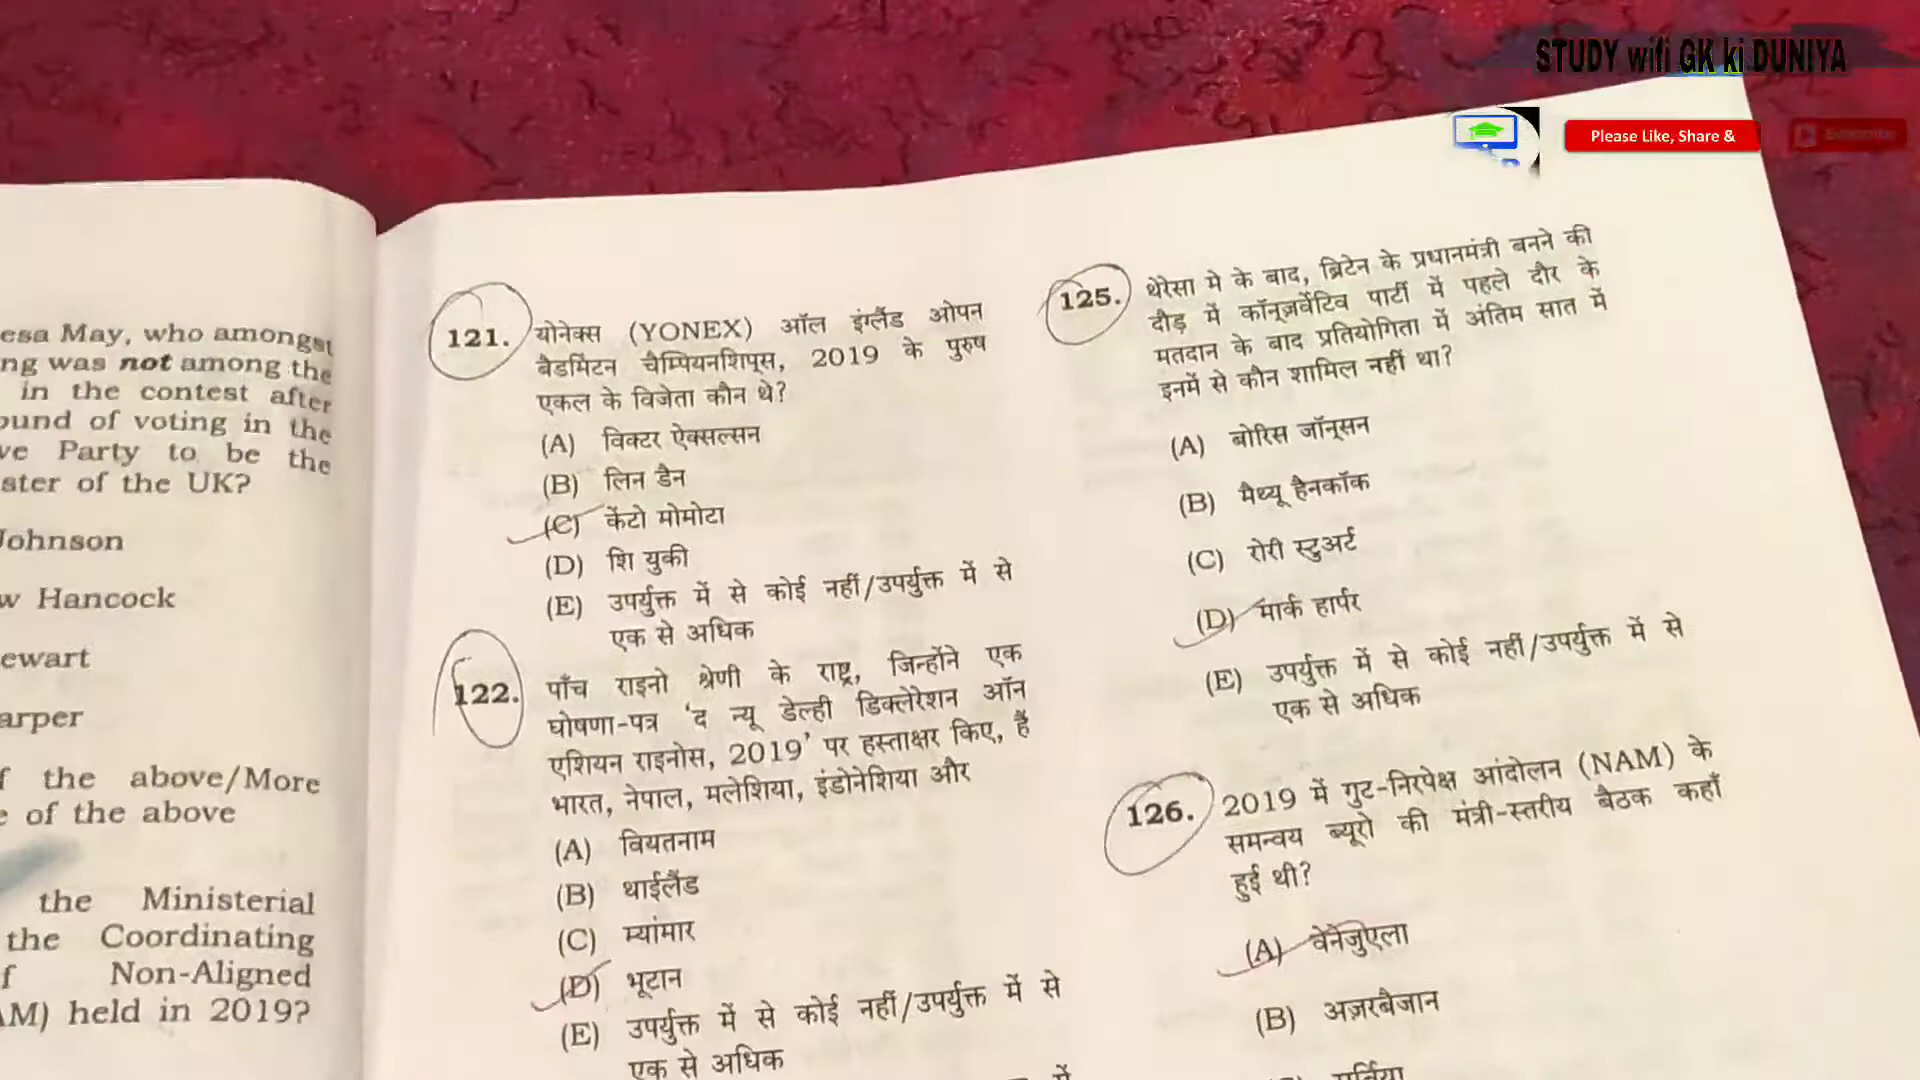 STUDY wifi GK ki DUNIYA
Please Like, Share &
esa May, who amongst
ng was not among the
in the contest after
ound of voting in the
ve Party to be the
ster of the UK?
Johnson
w Hancock
ewart
arper
f the above/More
e of the above
the Ministerial
the Coordinating
f Non-Aligned
AM) held in 2019?
121. योनेक्स (YONEX) ऑल इंग्लैंड ओपन
बैडमिंटन चैम्पियनशिप्स, 2019 के पुरुष
एकल के विजेता कौन थे?
(A) विक्टर ऐक्सल्सन
(B) लिन डैन
(C) केंटो मोमोटा
(D) शि युकी
(E) उपर्युक्त में से कोई नहीं/उपर्युक्त में से
एक से अधिक
122. पाँच राइनो श्रेणी के राष्ट्र, जिन्होंने एक
घोषणा-पत्र ‘द न्यू डेल्ही डिक्लेरेशन ऑन
एशियन राइनोस, 2019’ पर हस्ताक्षर किए, हैं
भारत, नेपाल, मलेशिया, इंडोनेशिया और
(A) वियतनाम
(B) थाईलैंड
(C) म्यांमार
(D) भूटान
(E) उपर्युक्त में से कोई नहीं/उपर्युक्त में से
एक से अधिक
में
125. थेरेसा मे के बाद, ब्रिटेन के प्रधानमंत्री बनने की
दौड़ में कॉन्ज़र्वेटिव पार्टी में पहले दौर के
मतदान के बाद प्रतियोगिता में अंतिम सात में
इनमें से कौन शामिल नहीं था?
(A) बोरिस जॉन्सन
(B) मैथ्यू हैनकॉक
(C) रोरी स्टुअर्ट
(D) मार्क हार्पर
(E) उपर्युक्त में से कोई नहीं/उपर्युक्त में से
एक से अधिक
126. 2019 में गुट-निरपेक्ष आंदोलन (NAM) के
समन्वय ब्यूरो की मंत्री-स्तरीय बैठक कहाँ
हुई थी?
(A) वेनेजुएला
(B) अज़रबैजान